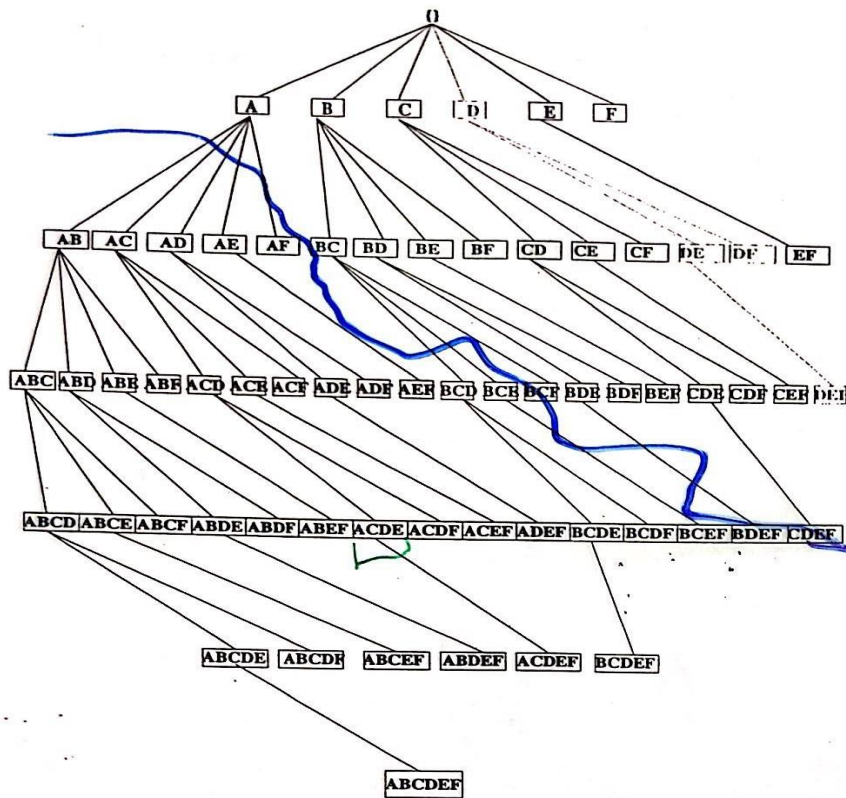 {}
A B C D E F
AB AC AD AE AF BC BD BE BF CD CE CF DE DF EF
ABC ABD ABE ABF ACD ACE ACF ADE ADF AEF BCD BCE BCF BDE BDF BEF CDE CDF CEF DEF
ABCD ABCE ABCF ABDE ABDF ABEF ACDE ACDF ACEF ADEF BCDE BCDF BCEF BDEF CDEF
ABCDE ABCDF ABCEF ABDEF ACDEF BCDEF
ABCDEF